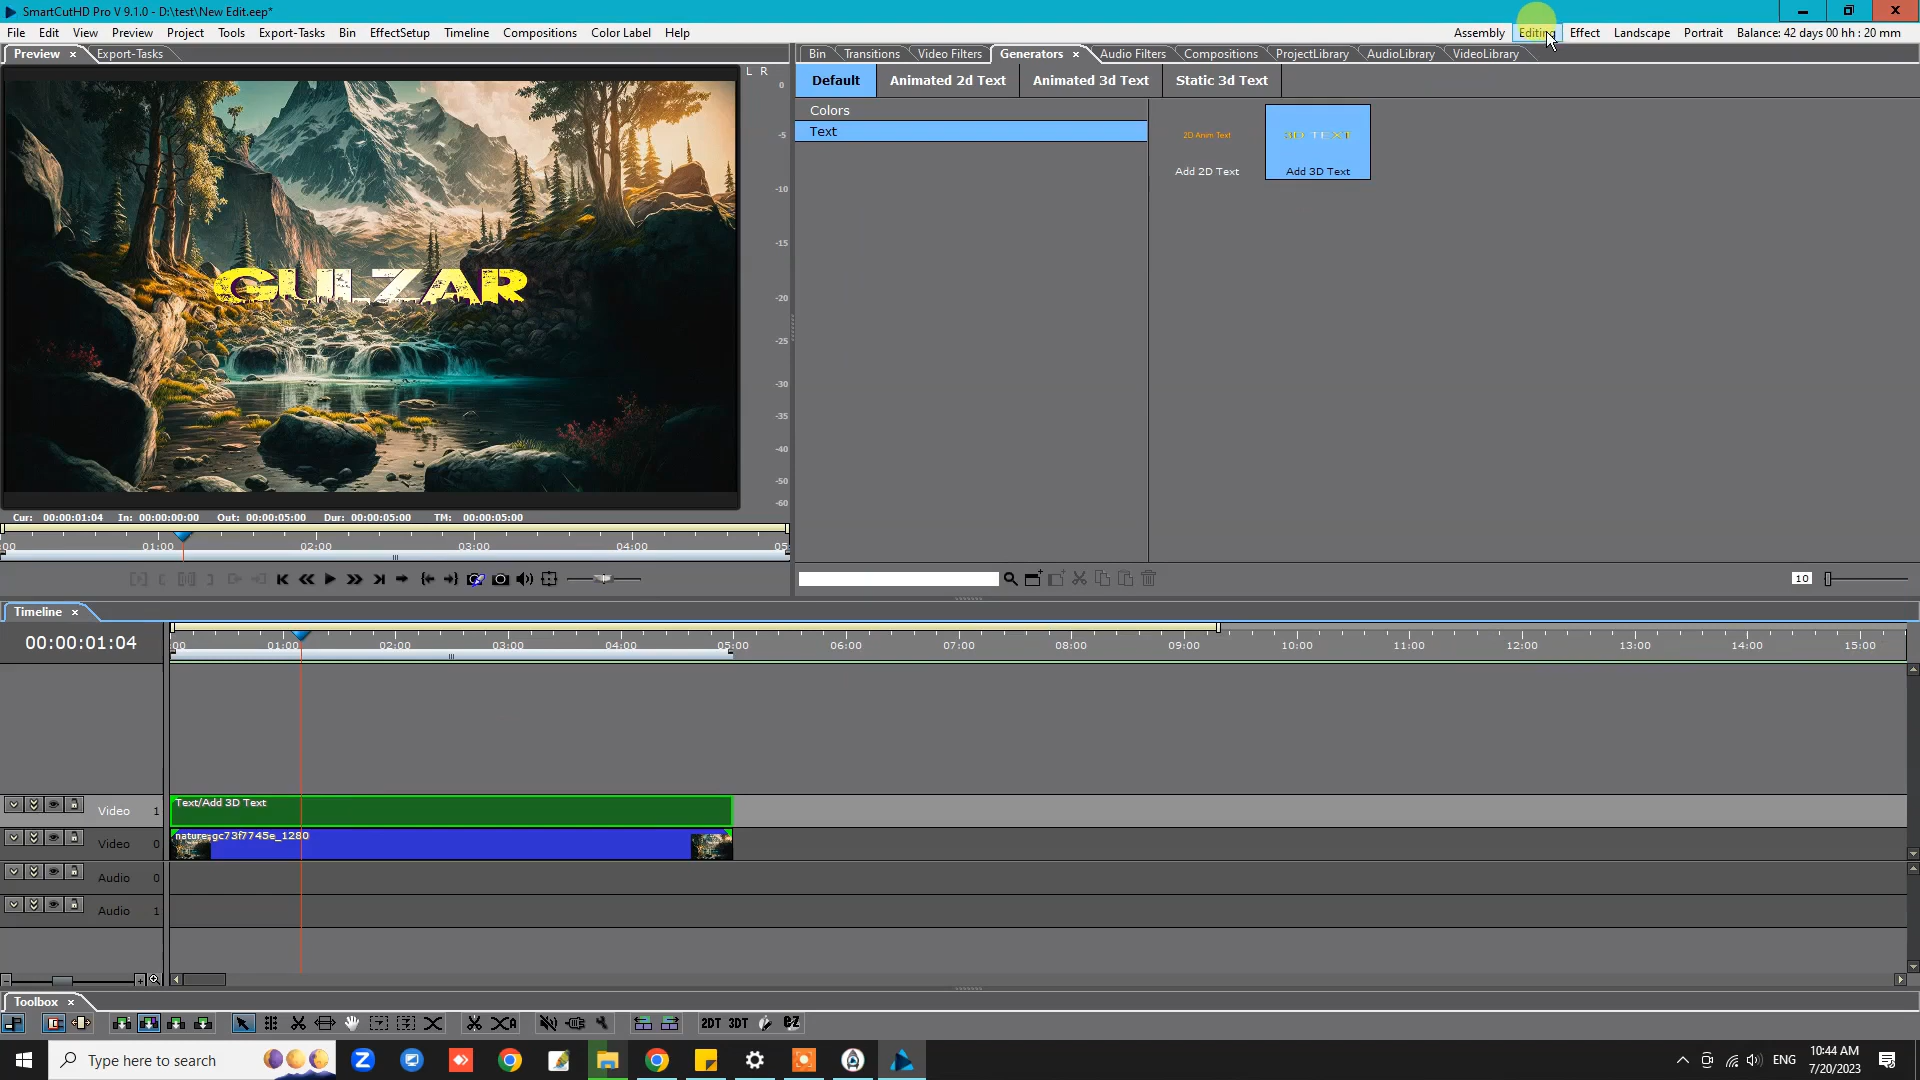 SmartCutHD Pro V 9.1.0 - D:\test\New Edit.eep*
File Edit View Preview Project Tools Export-Tasks Bin EffectSetup Timeline Compositions Color Label Help
Assembly Editing Effect Landscape Portrait Balance: 42 days 00 hh : 20 mm
Preview × Export-Tasks
Bin Transitions Video Filters Generators × Audio Filters Compositions ProjectLibrary AudioLibrary VideoLibrary
L R
Default Animated 2d Text Animated 3d Text Static 3d Text
0
-5
-10
-15
-20
-25
-30
-35
-40
-50
-60
GULZAR
Colors
Text
2D Anim Text
3D TEXT
Add 2D Text
Add 3D Text
Cur: 00:00:01:04 In: 00:00:00:00 Out: 00:00:05:00 Dur: 00:00:05:00 TM: 00:00:05:00
:00 01:00 02:00 03:00 04:00 05:
10
Timeline ×
00:00:01:04
:00 01:00 02:00 03:00 04:00 05:00 06:00 07:00 08:00 09:00 10:00 11:00 12:00 13:00 14:00 15:00
Video 1
Text/Add 3D Text
Video 0
nature-gc73f7745e_1280
Audio 0
Audio 1
Toolbox ×
2DT 3DT
Type here to search
ENG
10:44 AM
7/20/2023